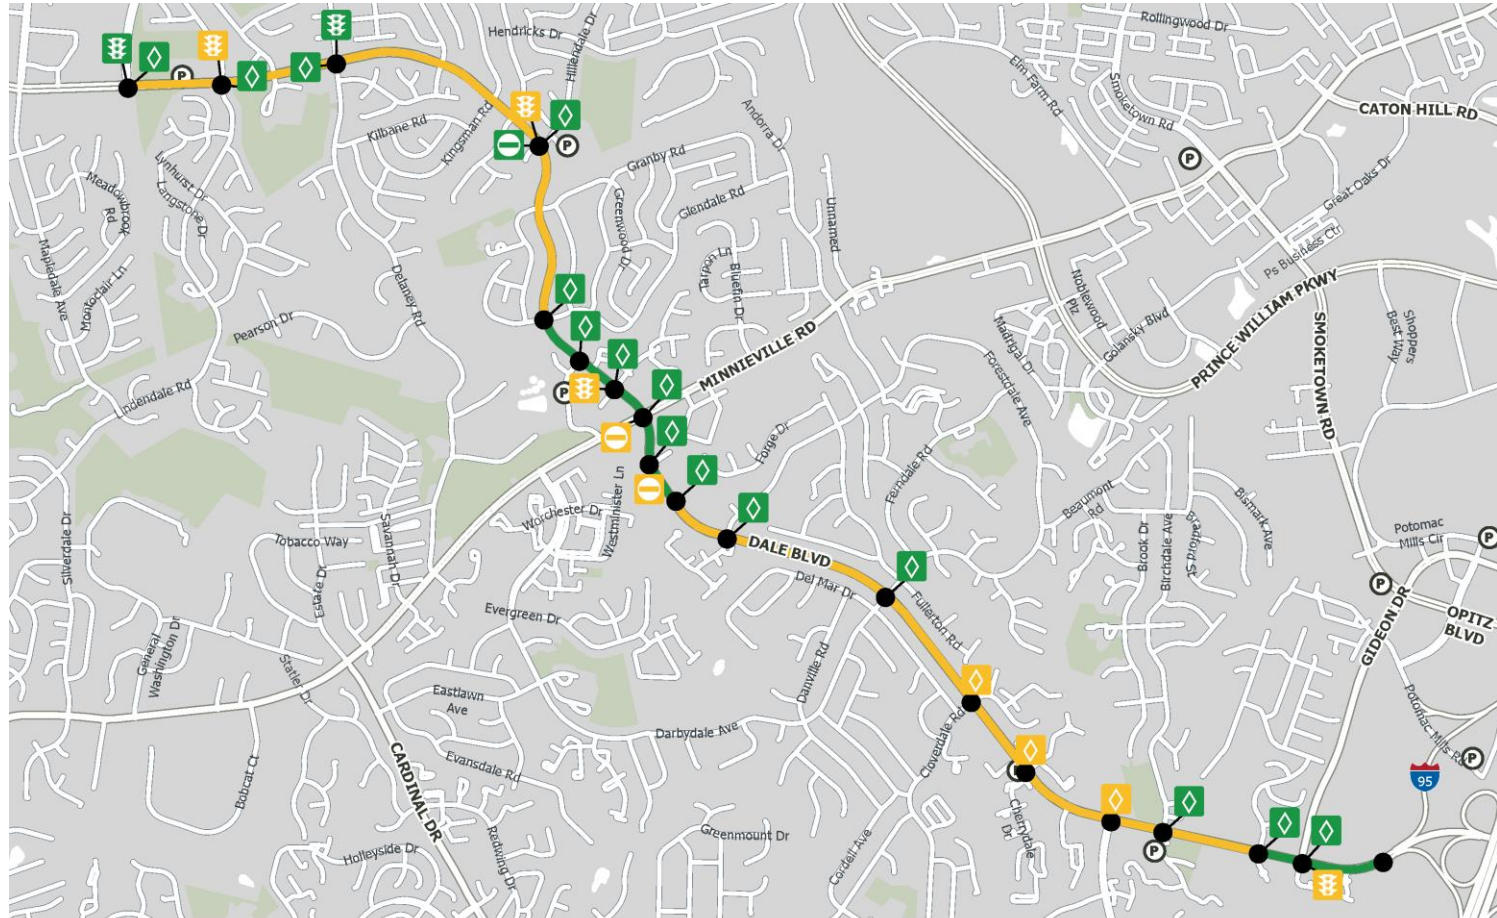 Hendricks Dr
Hillendale Dr
Rollingwood Dr
Elm Farm Rd
Smoketown Rd
CATON HILL RD
P
Kilbane Rd
Kingsman Rd
P
Andorra Dr
P
Granby Rd
Great Oaks Dr
Lynhurst Dr
Langstone Dr
Meadowbrook
Rd
Greenwood Dr
Glendale Rd
Unnamed
Ps Business Ctr
Mapledale Ave
Montoclair Ln
Delaney Rd
Tarpon Ln
Bluefin Dr
Noblewood
Plz
Golansky Blvd
PRINCE WILLIAM PKWY
Pearson Dr
MINNIEVILLE RD
Madrigal Dr
Forestdale Ave
SMOKETOWN RD
Shoppers
Best Way
Lindendale Rd
P
Forge Dr
Ferndale Rd
Westminister Ln
Worchester Dr
Beaumont
Rd
Brook Dr
Birchdale Ave
Bradford St
Bismark Ave
Potomac
Mills Cir
P
Silverdale Dr
Tobacco Way
Savannah Dr
Estate Dr
DALE BLVD
Del Mar Dr
Fullerton Rd
P
OPITZ
BLVD
GIDEON DR
Evergreen Dr
General
Washington Dr
Statler Dr
Danville Rd
Eastlawn
Ave
Darbydale Ave
Cloverdale Rd
Potomac Mills Rd
P
95
CARDINAL DR
Evansdale Rd
Bobcat Ct
Cherrydale
Dr
P
Greenmount Dr
Cordell Ave
Holleyside Dr
Redwing Dr